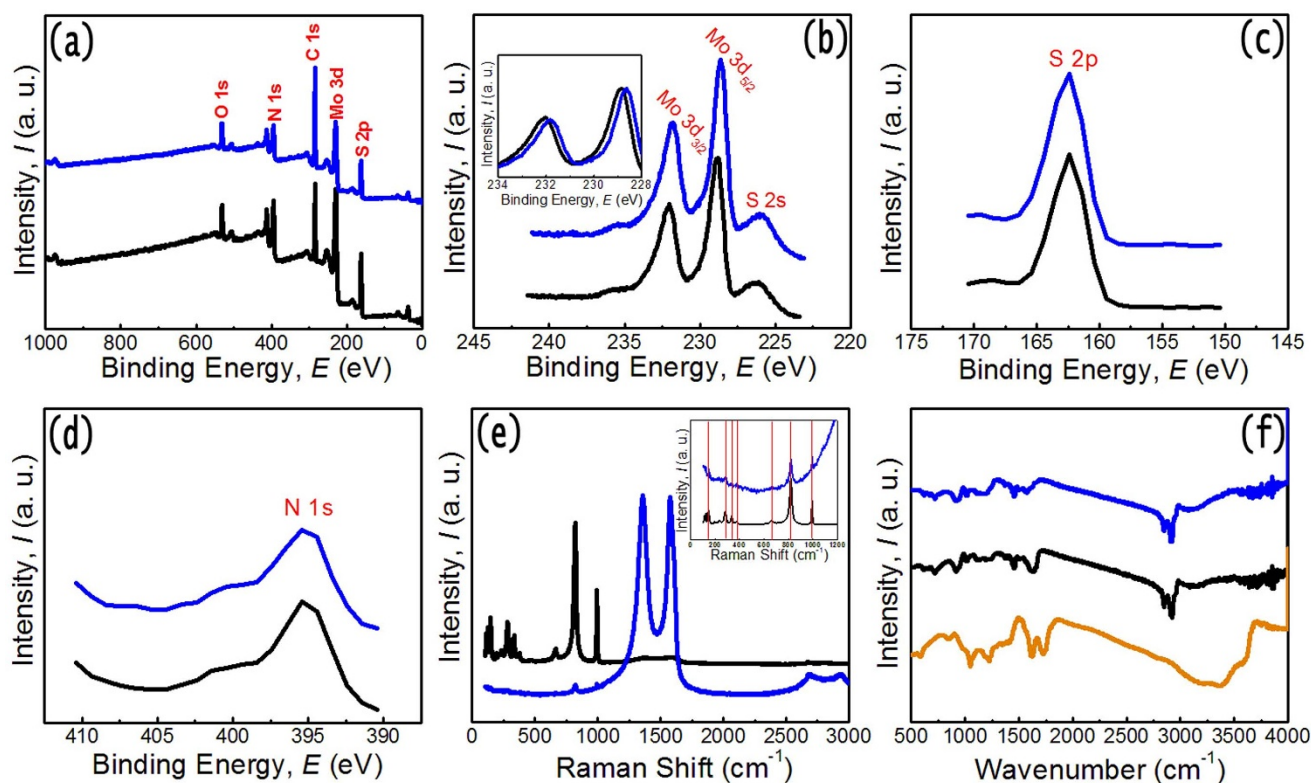 (a)
O 1s
N 1s
C 1s
Mo 3d
S 2p
Intensity, I (a. u.)
1000 800 600 400 200 0
Binding Energy, E (eV)
(b)
Mo 3d5/2
Mo 3d3/2
S 2s
Intensity, I (a. u.)
234 232 230 228
Binding Energy, E (eV)
Intensity, I (a. u.)
245 240 235 230 225 220
Binding Energy, E (eV)
(c)
S 2p
Intensity, I (a. u.)
175 170 165 160 155 150 145
Binding Energy, E (eV)
(d)
N 1s
Intensity, I (a. u.)
410 405 400 395 390
Binding Energy, E (eV)
(e)
Intensity, I (a. u.)
0 200 400 600 800 1000 1200
Raman Shift (cm-1)
Intensity, I (a. u.)
0 500 1000 1500 2000 2500 3000
Raman Shift (cm-1)
(f)
Intensity, I (a. u.)
500 1000 1500 2000 2500 3000 3500 4000
Wavenumber (cm-1)